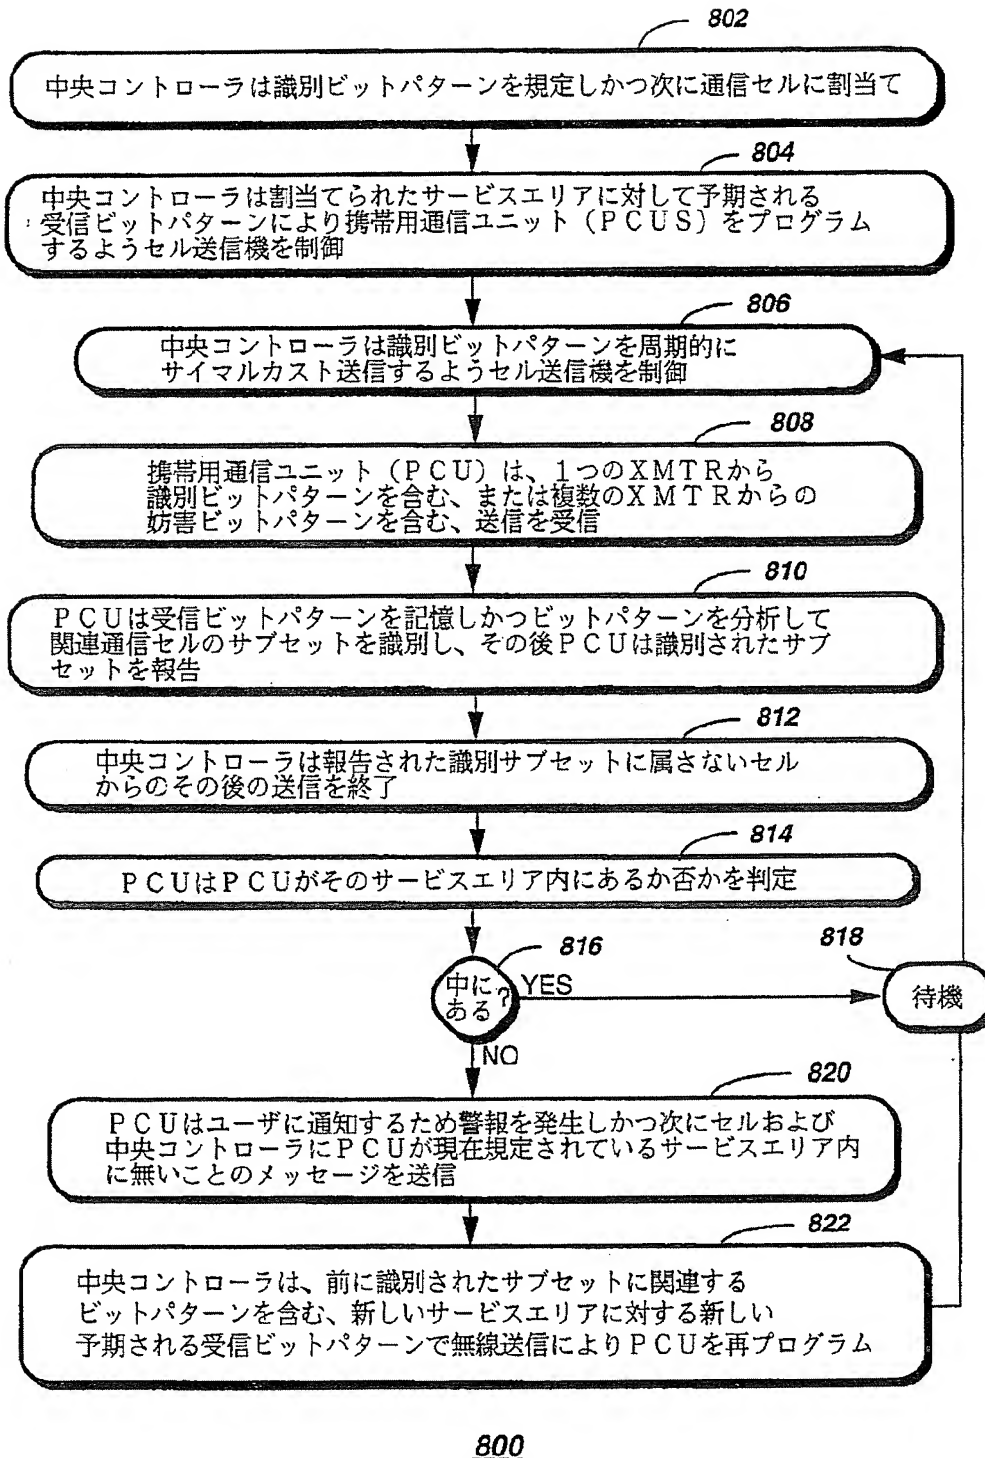 802
中央コントローラは識別ビットパターンを規定しかつ次に通信セルに割当て
804
中央コントローラは割当てられたサービスエリアに対して予期される
受信ビットパターンにより携帯用通信ユニット（PCUS）をプログラム
するようセル送信機を制御
806
中央コントローラは識別ビットパターンを周期的に
サイマルカスト送信するようセル送信機を制御
808
携帯用通信ユニット（PCU）は、1つのXMTRから
識別ビットパターンを含む、または複数のXMTRからの
妨害ビットパターンを含む、送信を受信
810
PCUは受信ビットパターンを記憶しかつビットパターンを分析して
関連通信セルのサブセットを識別し、その後PCUは識別されたサブ
セットを報告
812
中央コントローラは報告された識別サブセットに属さないセル
からのその後の送信を終了
814
PCUはPCUがそのサービスエリア内にあるか否かを判定
816
818
中に
ある?
YES
待機
NO
820
PCUはユーザに通知するため警報を発生しかつ次にセルおよび
中央コントローラにPCUが現在規定されているサービスエリア内
に無いことのメッセージを送信
822
中央コントローラは、前に識別されたサブセットに関連する
ビットパターンを含む、新しいサービスエリアに対する新しい
予期される受信ビットパターンで無線送信によりPCUを再プログラム
800